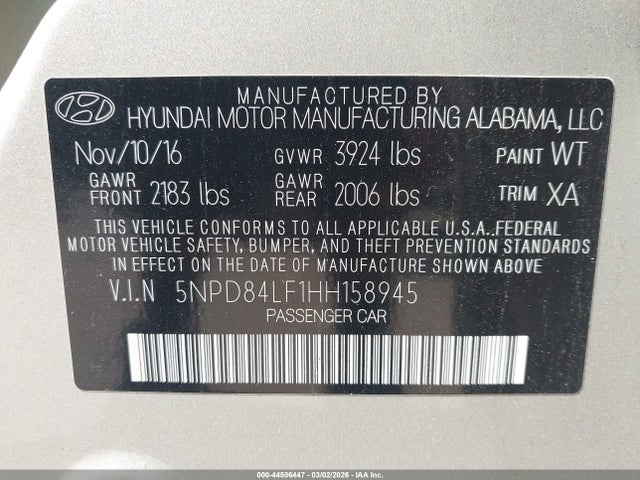 MANUFACTURED BY
HYUNDAI MOTOR MANUFACTURING ALABAMA, LLC
Nov/10/16 GVWR 3924 lbs PAINT WT
GAWR FRONT 2183 lbs GAWR REAR 2006 lbs TRIM XA
THIS VEHICLE CONFORMS TO ALL APPLICABLE U.S.A. FEDERAL
MOTOR VEHICLE SAFETY, BUMPER, AND THEFT PREVENTION STANDARDS
IN EFFECT ON THE DATE OF MANUFACTURE SHOWN ABOVE.
V.I.N 5NPD84LF1HH158945
PASSENGER CAR
000-44506447 - 03/02/2026 - IAA Inc.